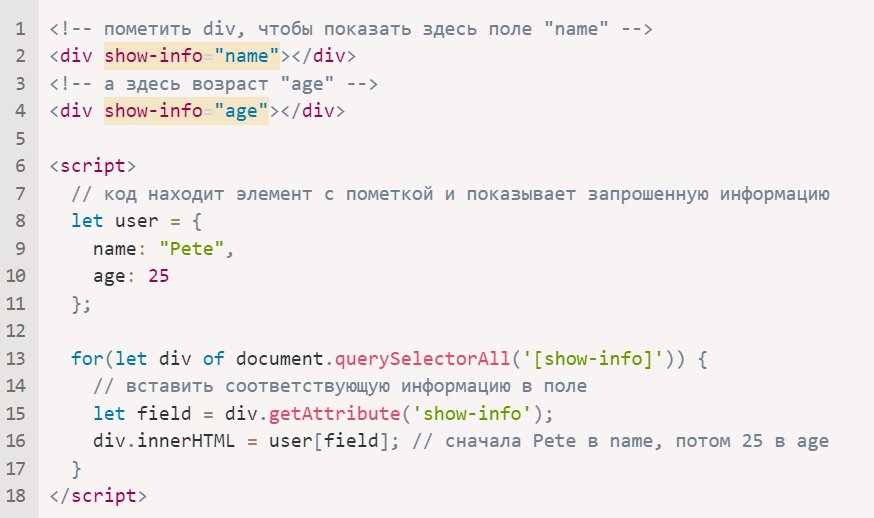 1 <!-- пометить div, чтобы показать здесь поле "name" -->
2 <div show-info="name"></div>
3 <!-- а здесь возраст "age" -->
4 <div show-info="age"></div>
5
6 <script>
7   // код находит элемент с пометкой и показывает запрошенную информацию
8   let user = {
9     name: "Pete",
10     age: 25
11   };
12
13   for(let div of document.querySelectorAll('[show-info]')) {
14     // вставить соответствующую информацию в поле
15     let field = div.getAttribute('show-info');
16     div.innerHTML = user[field]; // сначала Pete в name, потом 25 в age
17   }
18 </script>